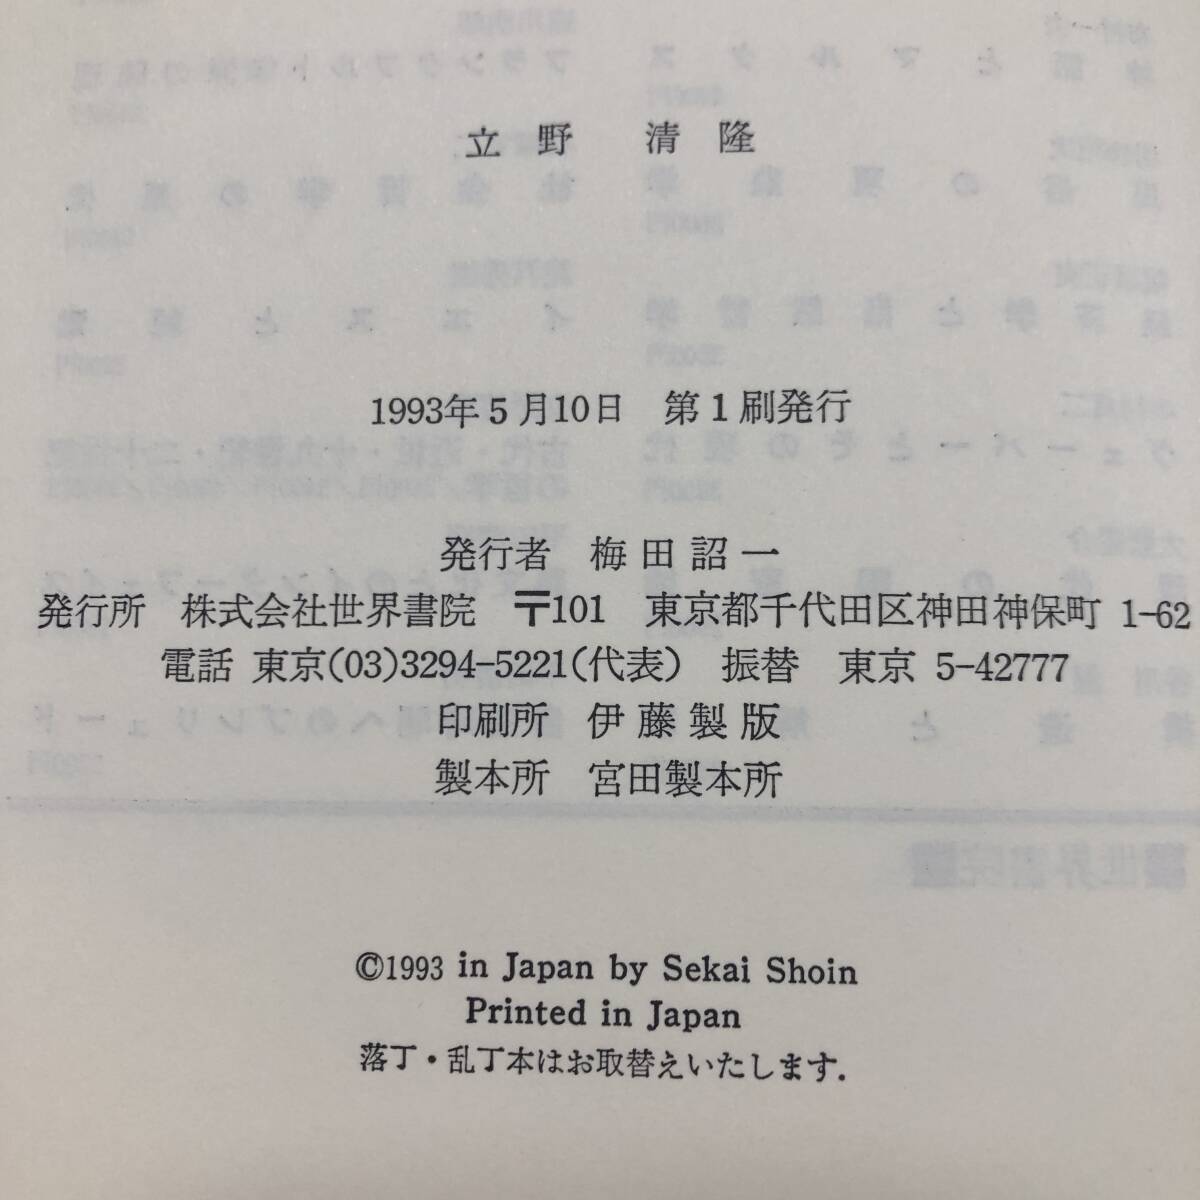 立野 清隆
1993年5月10日 第1刷発行
発行者 梅田詔一
発行所 株式会社世界書院 〒101 東京都千代田区神田神保町 1-62
電話 東京(03)3294-5221(代表) 振替 東京 5-42777
印刷所 伊藤製版
製本所 宮田製本所
©1993 in Japan by Sekai Shoin
Printed in Japan
落丁・乱丁本はお取替えいたします.